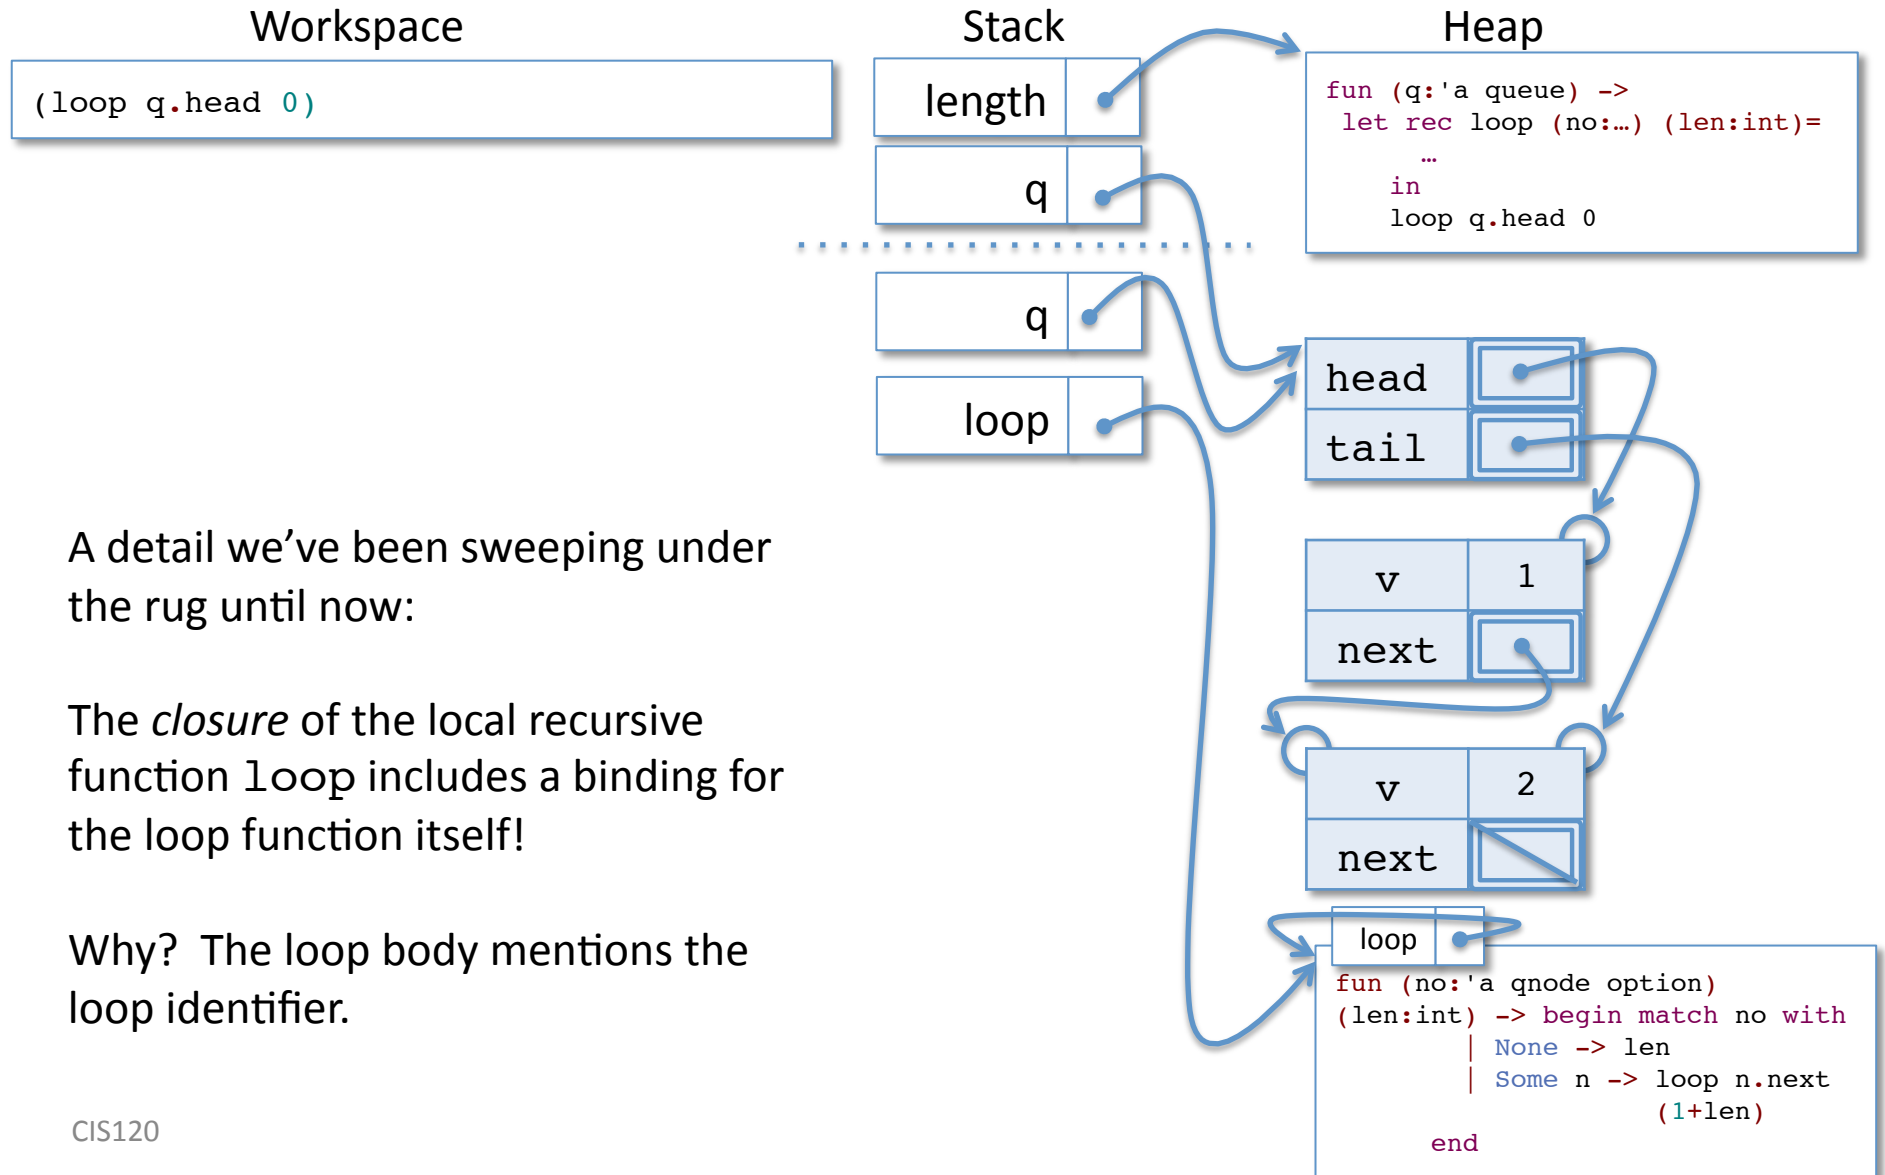 Workspace
Stack
Heap
(loop q.head 0)
length
q
q
loop
fun (q:'a queue) ->
let rec loop (no:…) (len:int)=
…
in
loop q.head 0
head
tail
v 1
next
v 2
next
loop
fun (no:'a qnode option)
(len:int) -> begin match no with
| None -> len
| Some n -> loop n.next
(1+len)
end
A detail we’ve been sweeping under
the rug until now:
The closure of the local recursive
function loop includes a binding for
the loop function itself!
Why? The loop body mentions the
loop identifier.
CIS120